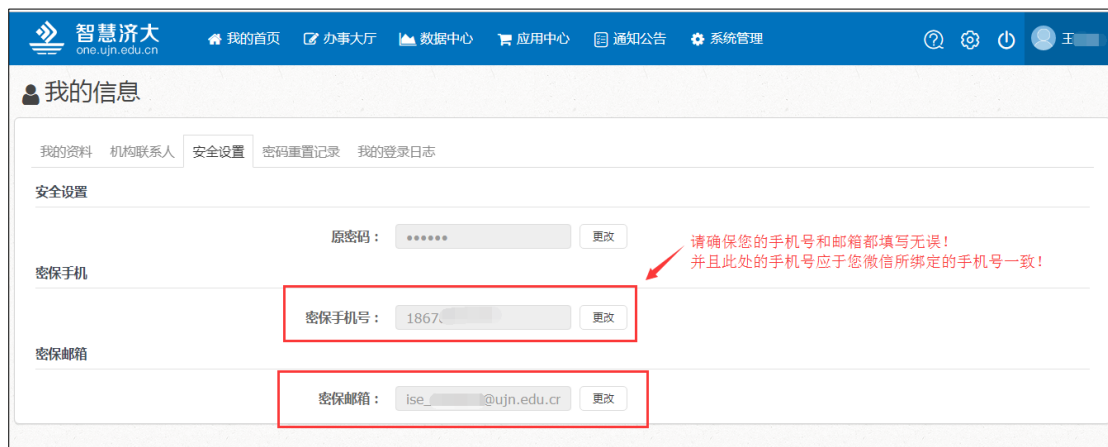 智慧济大
one.ujn.edu.cn
我的首页 办事大厅 数据中心 应用中心 通知公告 系统管理 王
我的信息
我的资料 机构联系人 安全设置 密码重置记录 我的登录日志
安全设置
原密码： •••••• 更改
请确保您的手机号和邮箱都填写无误！
并且此处的手机号应于您微信所绑定的手机号一致！
密保手机
密保手机号： 1867 更改
密保邮箱
密保邮箱： ise_ @ujn.edu.cr 更改